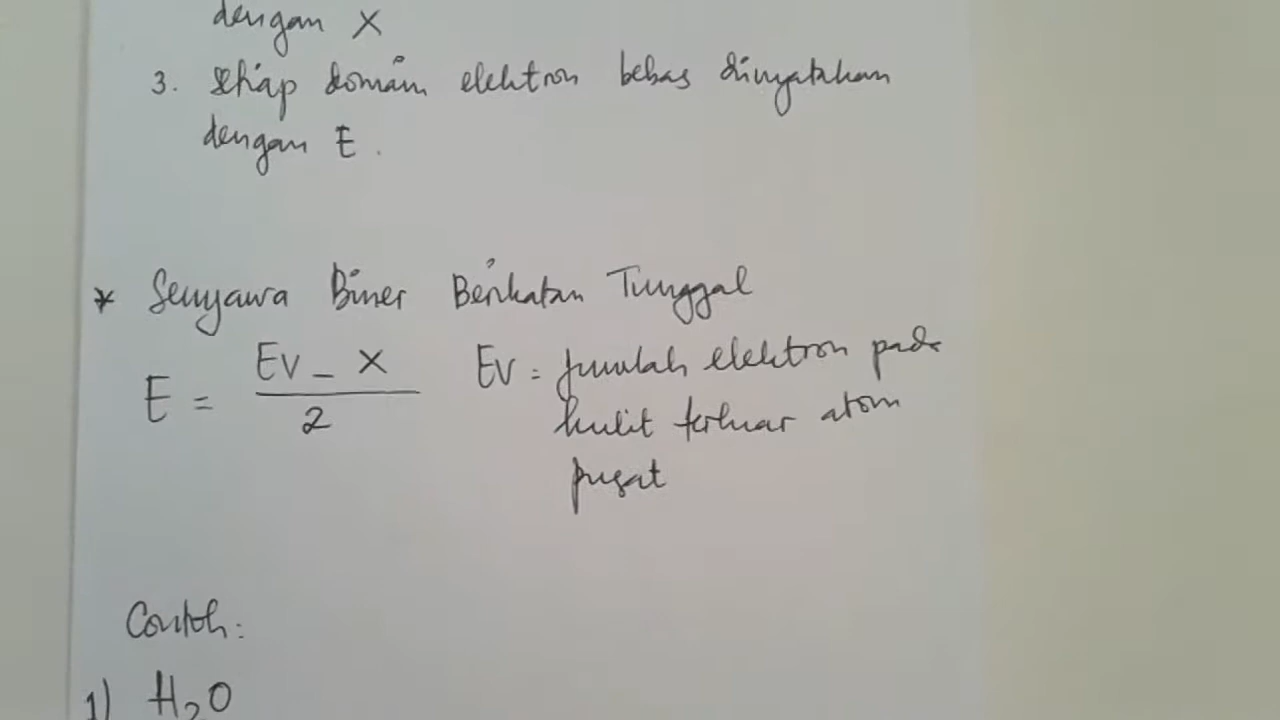 dengan X
3. Setiap domain elektron bebas dinyatakan
dengan E.
* Senyawa Biner Berikatan Tunggal
E = Ev - X / 2
Ev = Jumlah elektron pada
kulit terluar atom
pusat
Contoh:
1) H₂O